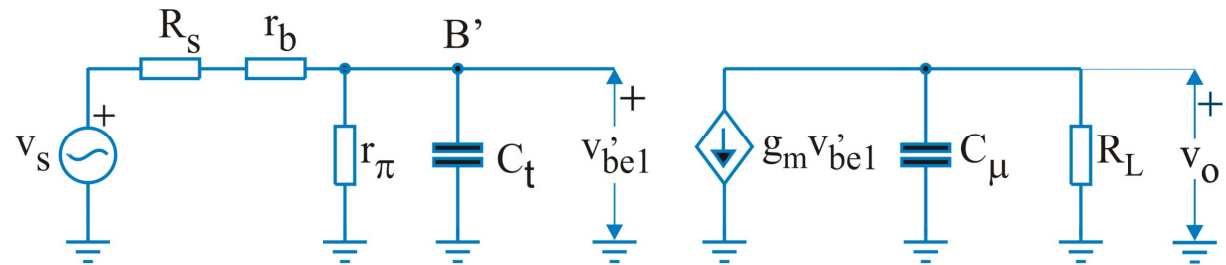 R_s
r_b
B’
+
v_s
r_π
C_t
+
v'_be1
g_m v'_be1
C_μ
R_L
+
v_o